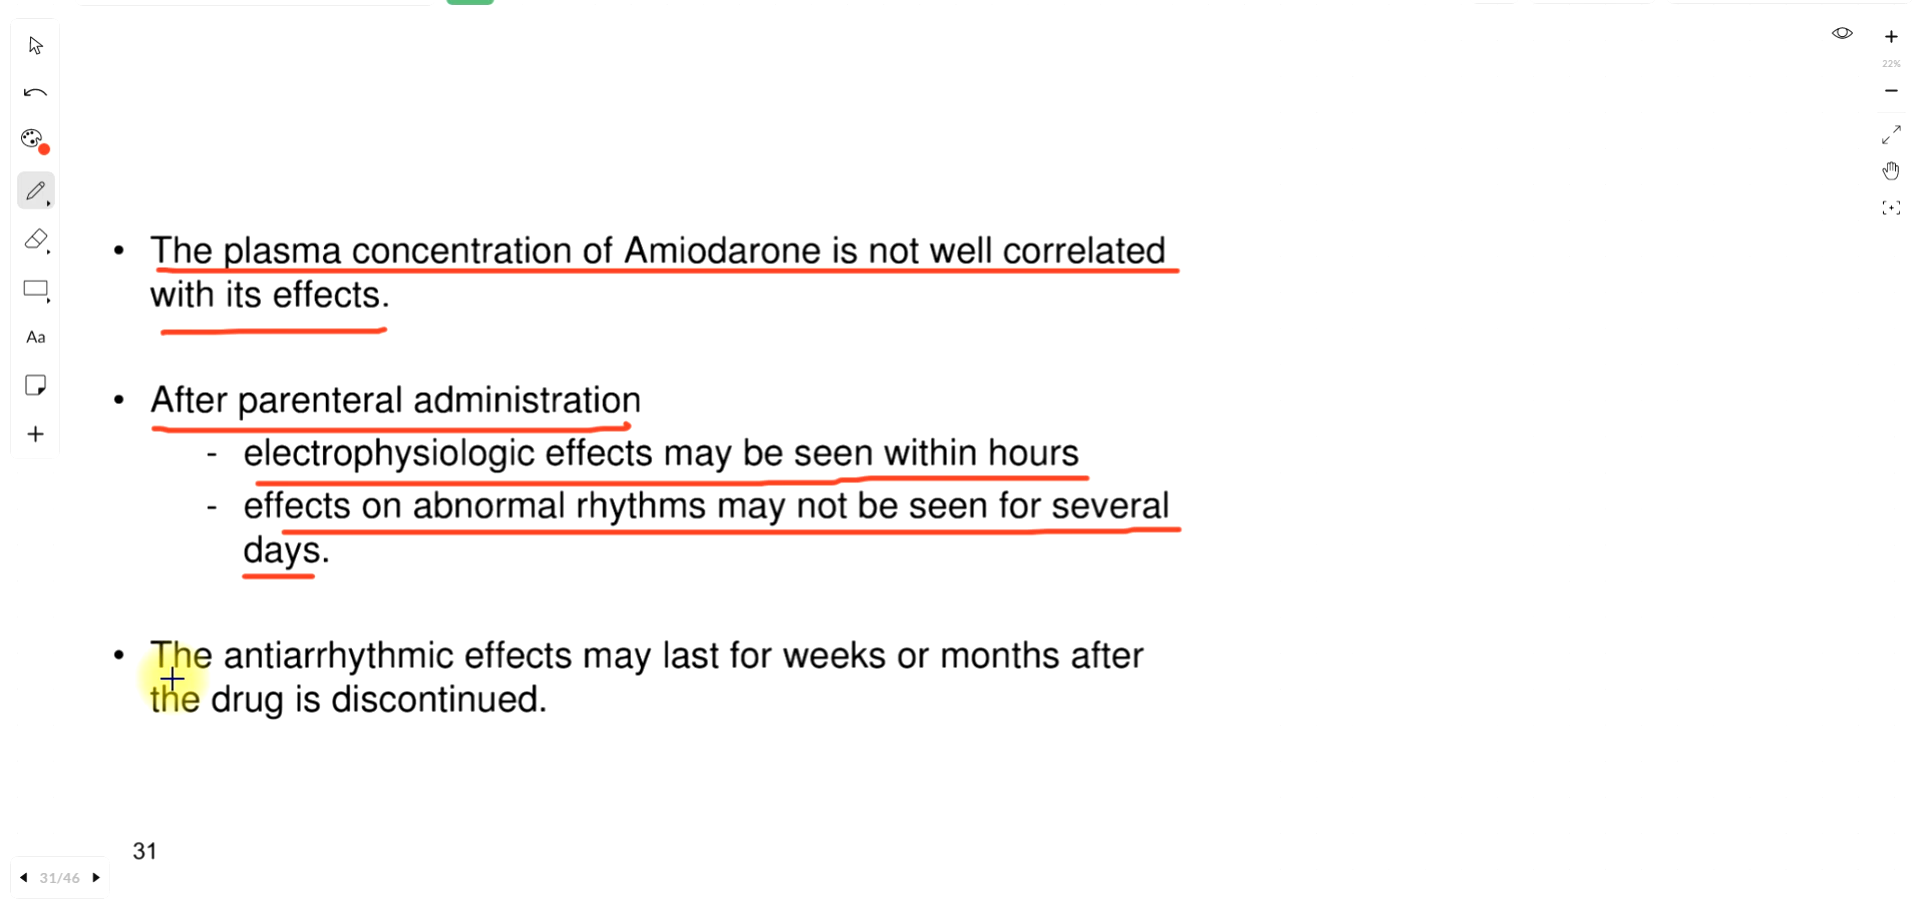 22%
Aa
• The plasma concentration of Amiodarone is not well correlated
with its effects.
• After parenteral administration
- electrophysiologic effects may be seen within hours
- effects on abnormal rhythms may not be seen for several
days.
• The antiarrhythmic effects may last for weeks or months after
the drug is discontinued.
31
31/46